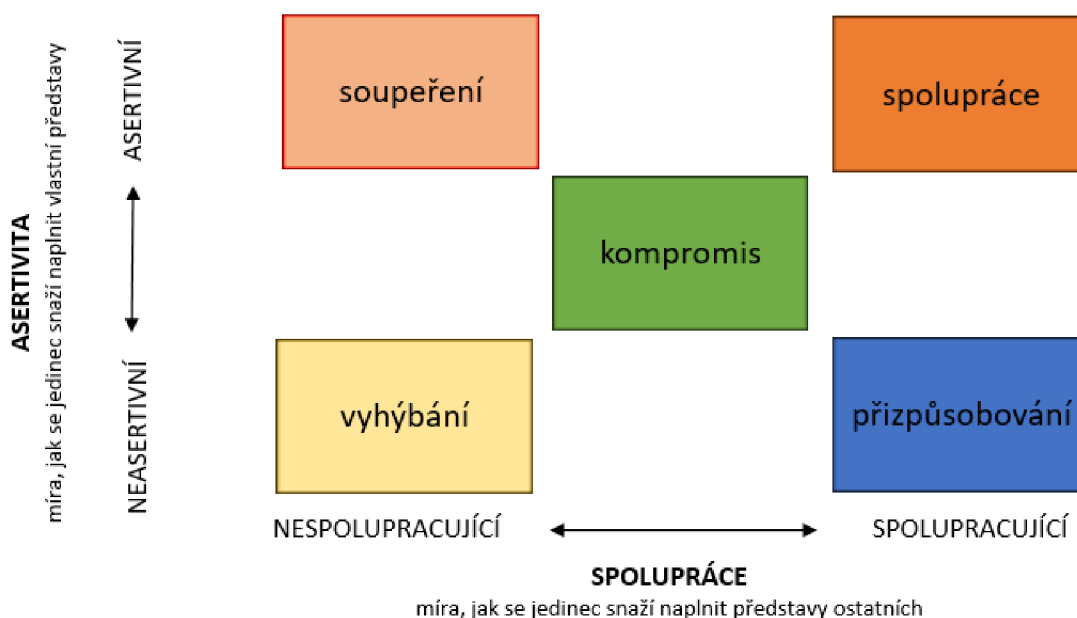 ASERTIVITA
míra, jak se jedinec snaží naplnit vlastní představy
ASERTIVNÍ
NEASERTIVNÍ
soupeření
spolupráce
kompromis
vyhýbání
přizpůsobování
NESPOLUPRACUJÍCÍ
SPOLUPRACUJÍCÍ
SPOLUPRÁCE
míra, jak se jedinec snaží naplnit představy ostatních